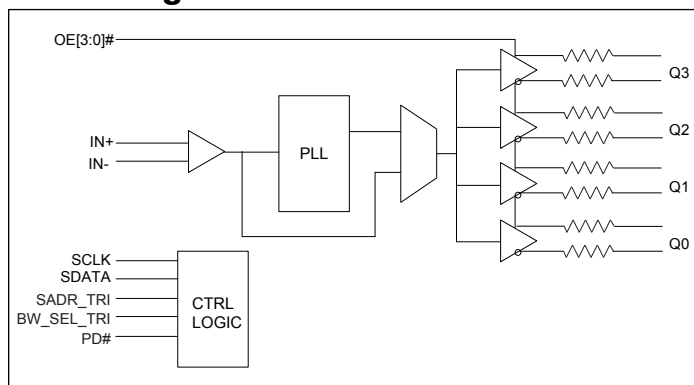 OE[3:0]#
Q3
Q2
Q1
Q0
IN+
IN-
PLL
SCLK
SDATA
SADR_TRI
BW_SEL_TRI
PD#
CTRL
LOGIC